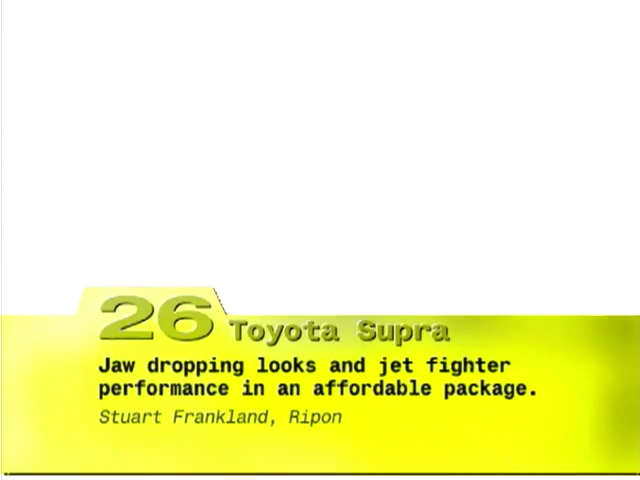 26 Toyota Supra
Jaw dropping looks and jet fighter
performance in an affordable package.
Stuart Frankland, Ripon